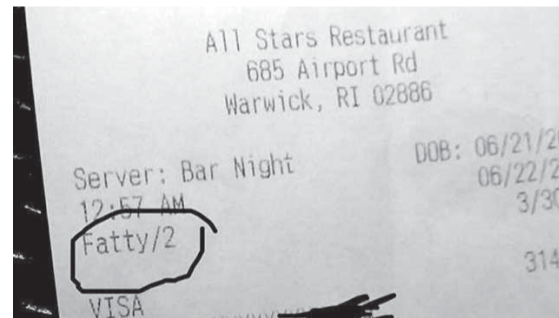 All Stars Restaurant
685 Airport Rd
Warwick, RI 02886
Server: Bar Night
DOB: 06/21/2
12:57 AM
06/22/2
Fatty/2
3/30
314
VISA